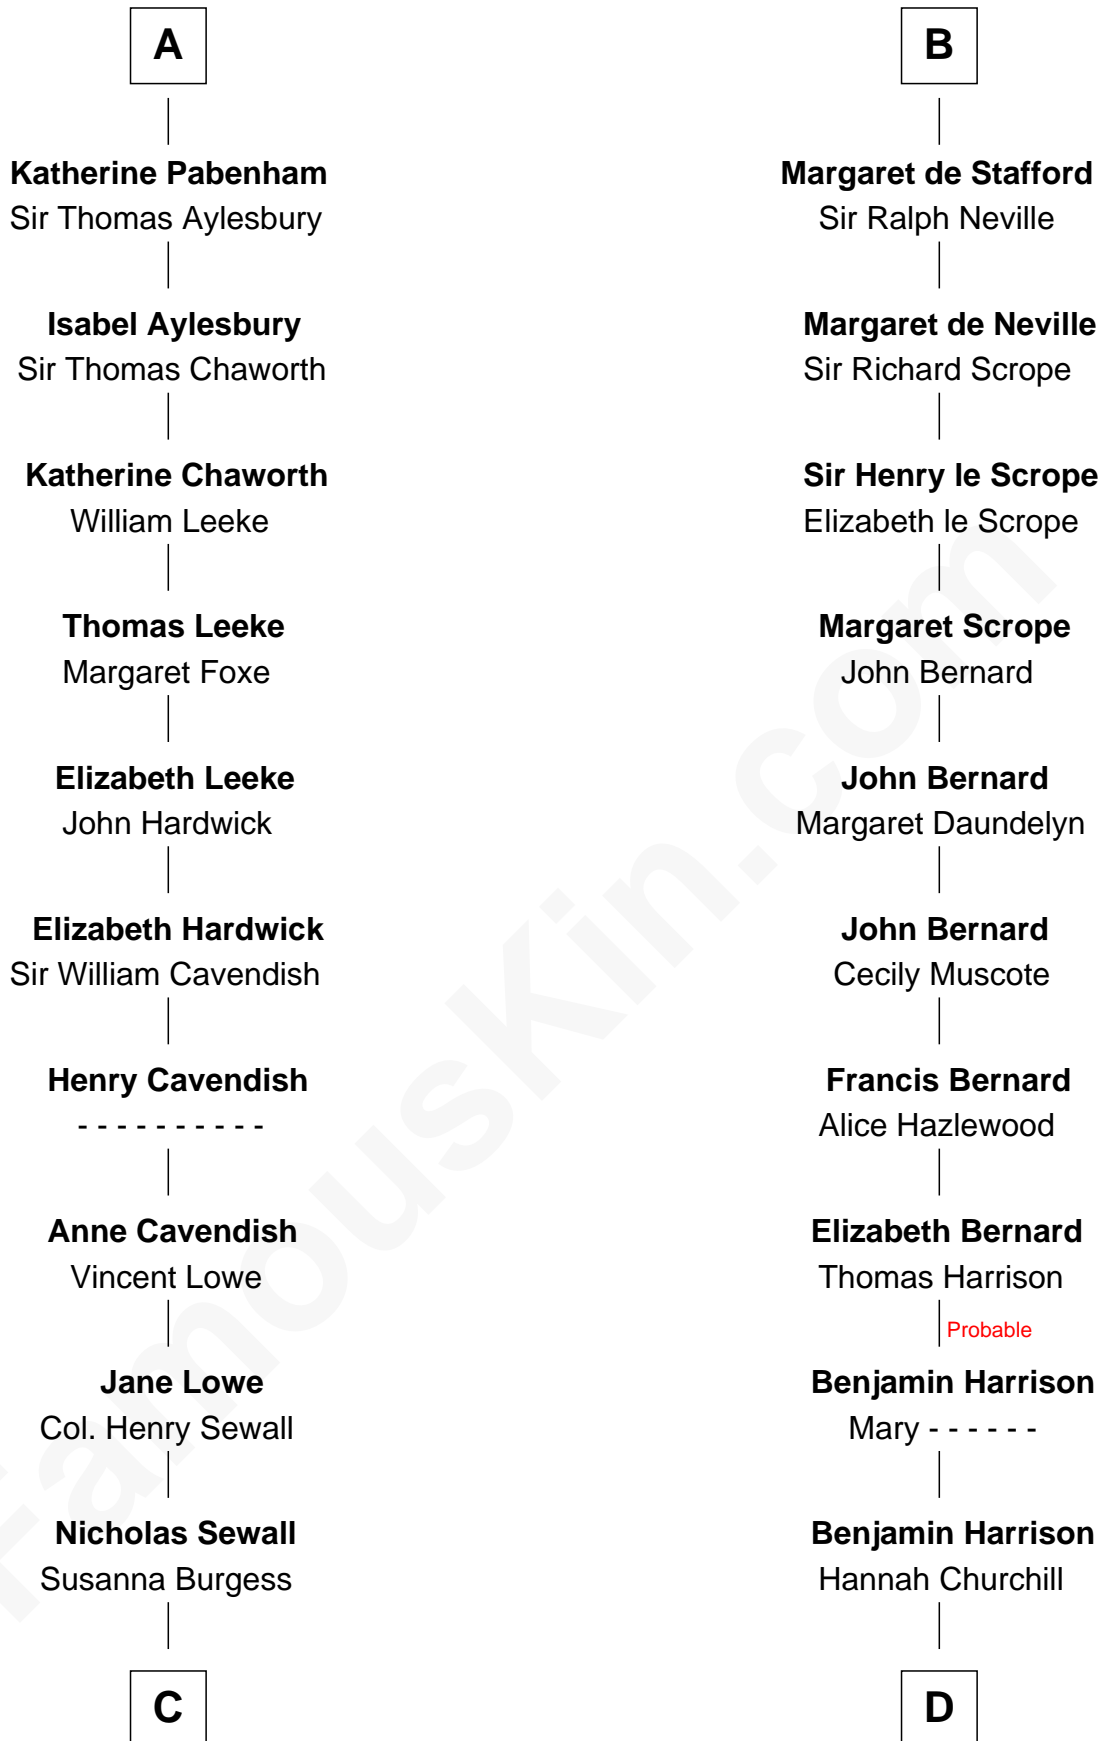 A
Katherine Pabenham
Sir Thomas Aylesbury
Isabel Aylesbury
Sir Thomas Chaworth
Katherine Chaworth
William Leeke
Thomas Leeke
Margaret Foxe
Elizabeth Leeke
John Hardwick
Elizabeth Hardwick
Sir William Cavendish
Henry Cavendish
- - - - - - - - - -
Anne Cavendish
Vincent Lowe
Jane Lowe
Col. Henry Sewall
Nicholas Sewall
Susanna Burgess
C
B
Margaret de Stafford
Sir Ralph Neville
Margaret de Neville
Sir Richard Scrope
Sir Henry le Scrope
Elizabeth le Scrope
Margaret Scrope
John Bernard
John Bernard
Margaret Daundelyn
John Bernard
Cecily Muscote
Francis Bernard
Alice Hazlewood
Elizabeth Bernard
Thomas Harrison
Probable
Benjamin Harrison
Mary - - - - - -
Benjamin Harrison
Hannah Churchill
D
FamousKin.com